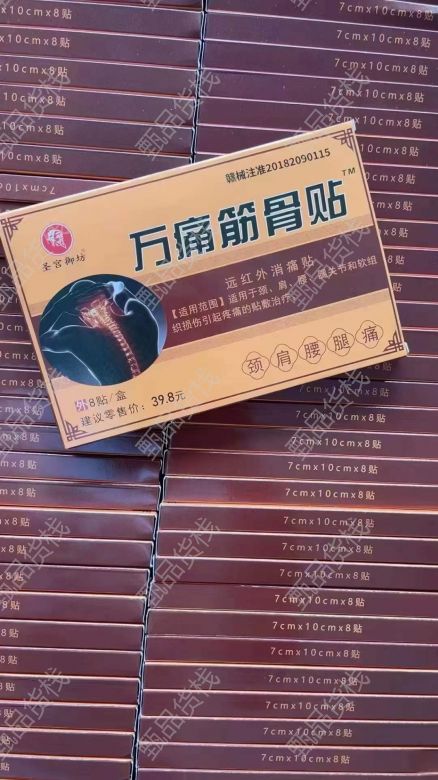 赣械注准20182090115
万痛筋骨贴™
圣宫御坊
远红外消痛贴
【适用范围】适用于颈、肩、腰、腿关节和软组
织损伤引起疼痛的贴敷治疗。
颈肩腰腿痛
外 8贴/盒
建议零售价：39.8元
7cmx10cmx8贴
甄品货栈